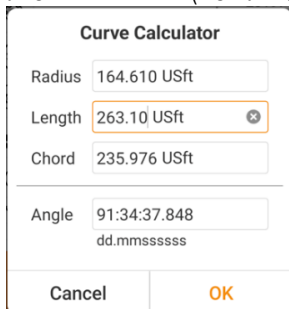 Curve Calculator
Radius 164.610 USft
Length 263.10 USft
Chord 235.976 USft
Angle 91:34:37.848
dd.mmssssss
Cancel OK